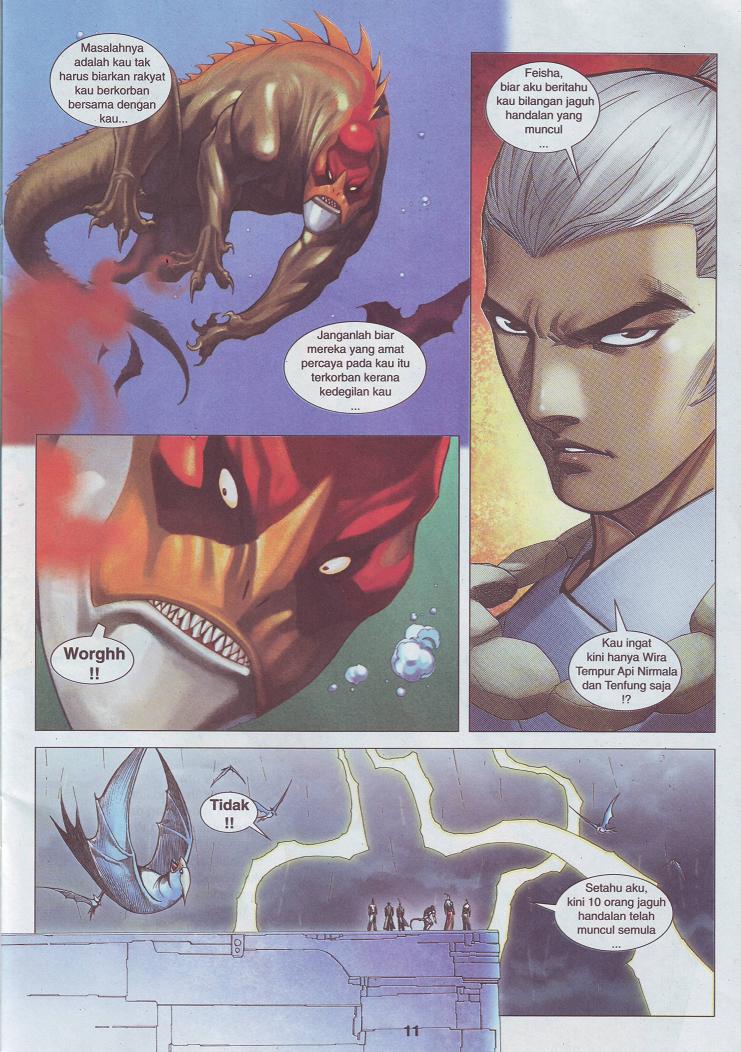 Masalahnya
adalah kau tak
harus biarkan rakyat
kau berkorban
bersama dengan
kau...
Feisha,
biar aku beritahu
kau bilangan jaguh
handalan yang
muncul
...
Janganlah biar
mereka yang amat
percaya pada kau itu
terkorban kerana
kedegilan kau
...
Worghh
!!
Kau ingat
kini hanya Wira
Tempur Api Nirmala
dan Tenfung saja
!?
Tidak
!!
Setahu aku,
kini 10 orang jaguh
handalan telah
muncul semula
...
11